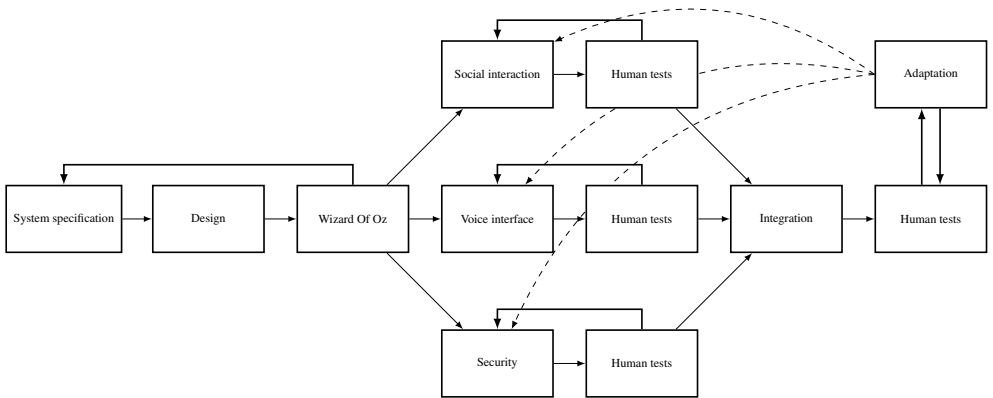 Social interaction
Human tests
Adaptation
System specification
Design
Wizard Of Oz
Voice interface
Human tests
Integration
Human tests
Security
Human tests